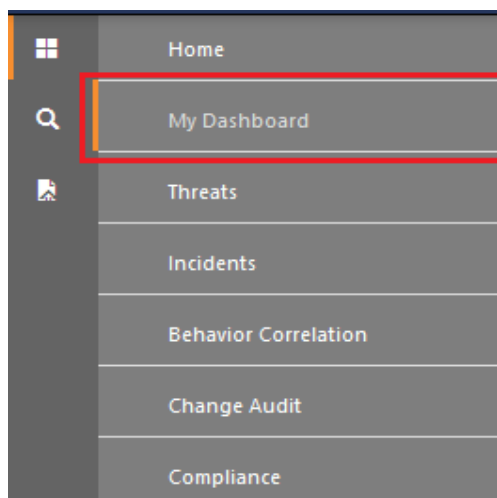 Home
My Dashboard
Threats
Incidents
Behavior Correlation
Change Audit
Compliance